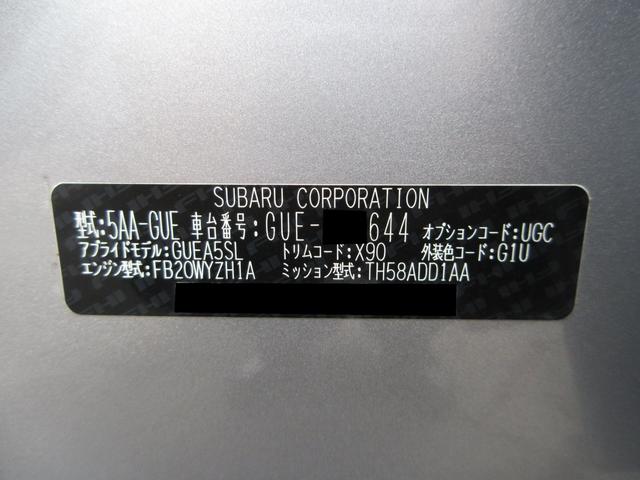 SUBARU CORPORATION
型式:5AA-GUE 車台番号:GUE- 644 オプションコード:UGC
アプライドモデル:GUEA5SL トリムコード:X90 外装色コード:G1U
エンジン型式:FB20WYZH1A ミッション型式:TH58ADD1AA